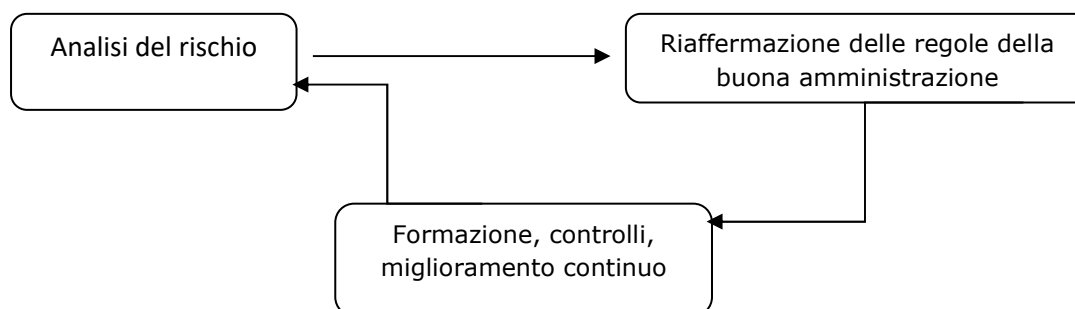 Analisi del rischio
Riaffermazione delle regole della
buona amministrazione
Formazione, controlli,
miglioramento continuo